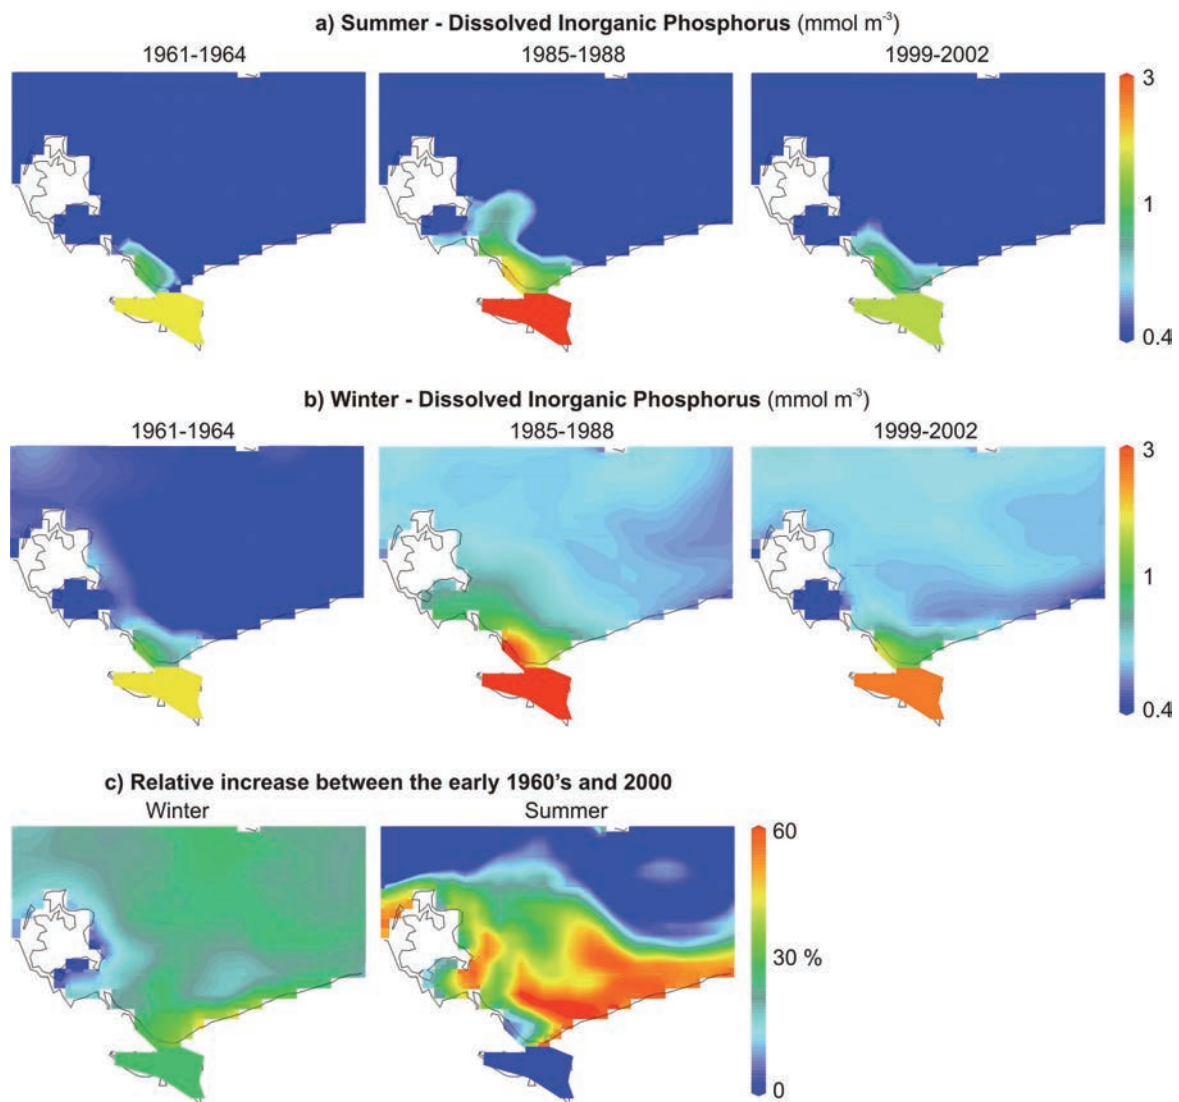 a) Summer - Dissolved Inorganic Phosphorus (mmol m⁻³)
1961-1964 1985-1988 1999-2002
3
1
0.4
b) Winter - Dissolved Inorganic Phosphorus (mmol m⁻³)
1961-1964 1985-1988 1999-2002
3
1
0.4
c) Relative increase between the early 1960's and 2000
Winter Summer
60
30 %
0